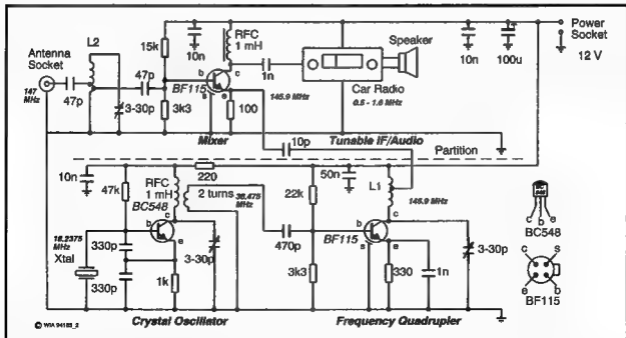 Antenna
Socket
147
MHz
L2
47p
3-30p
47p
15k
3k3
10n
RFC
1 mH
b
c
BF115
s
e
100
Mixer
1n
Speaker
Car Radio
0.5 - 1.6 MHz
Tunable IF/Audio
10n
100u
Power
Socket
12 V
145.9 MHz
10p
Partition
10n
47k
RFC
1 mH
BC548
220
2 turns
36.475
MHz
b
c
e
16.2375
MHz
Xtal
330p
330p
1k
3-30p
Crystal Oscillator
22k
470p
3k3
50n
L1
145.9 MHz
b
c
BF115
s
e
330
1n
3-30p
Frequency Quadrupler
BC
548
c
b
e
BC548
c
s
e
b
BF115
© WIA 94185_2